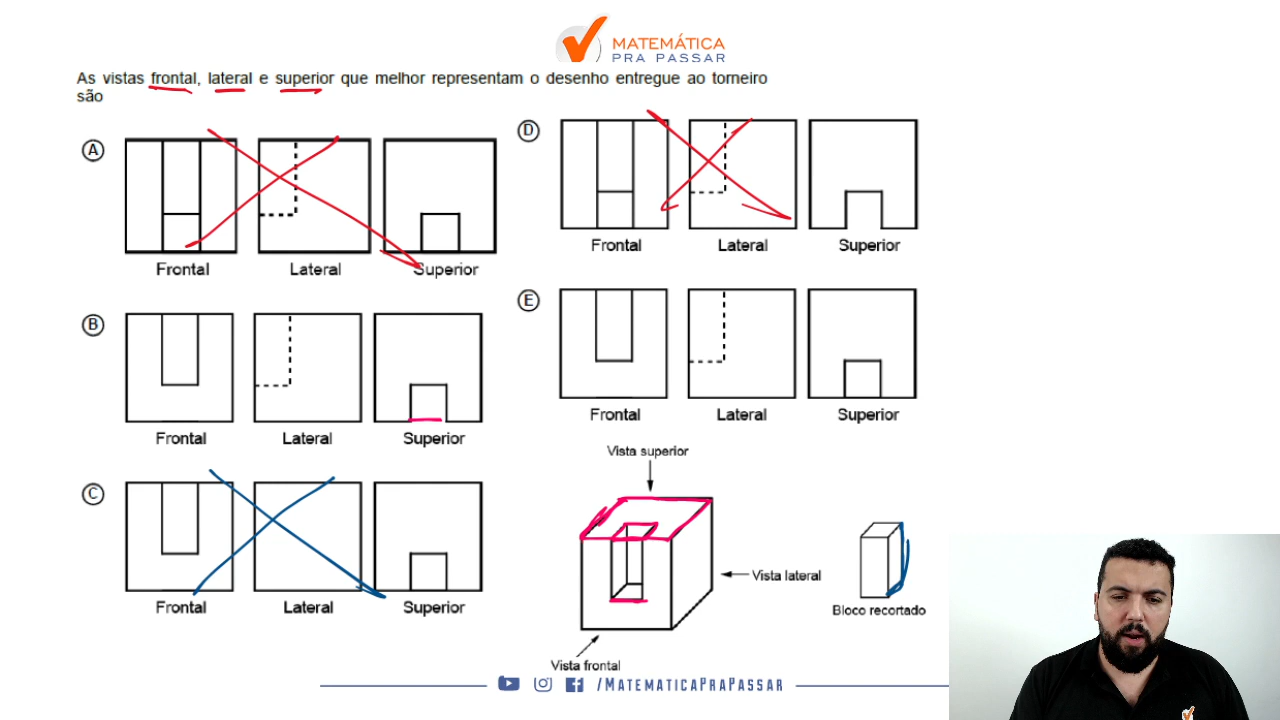 MATEMÁTICA
PRA PASSAR
As vistas frontal, lateral e superior que melhor representam o desenho entregue ao torneiro
são
A
Frontal Lateral Superior
B
Frontal Lateral Superior
C
Frontal Lateral Superior
D
Frontal Lateral Superior
E
Frontal Lateral Superior
Vista superior
Vista lateral
Bloco recortado
Vista frontal
/MATEMATICAPRAPASSAR